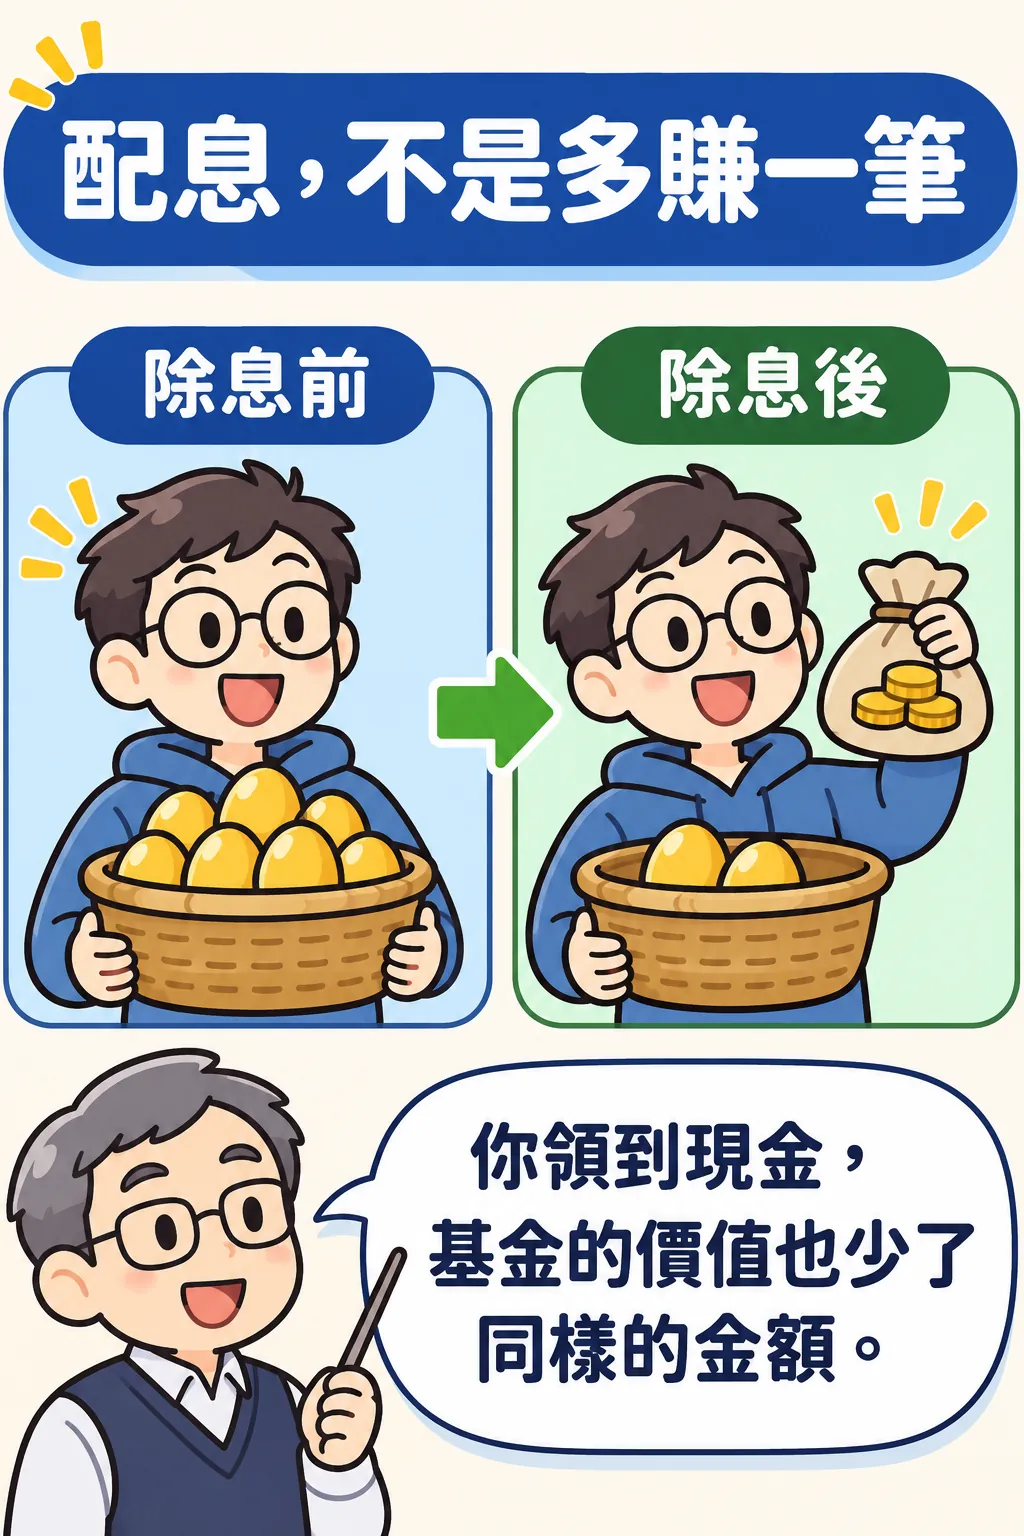 配息，不是多賺一筆
除息前
除息後
你領到現金，
基金的價值也少了
同樣的金額。